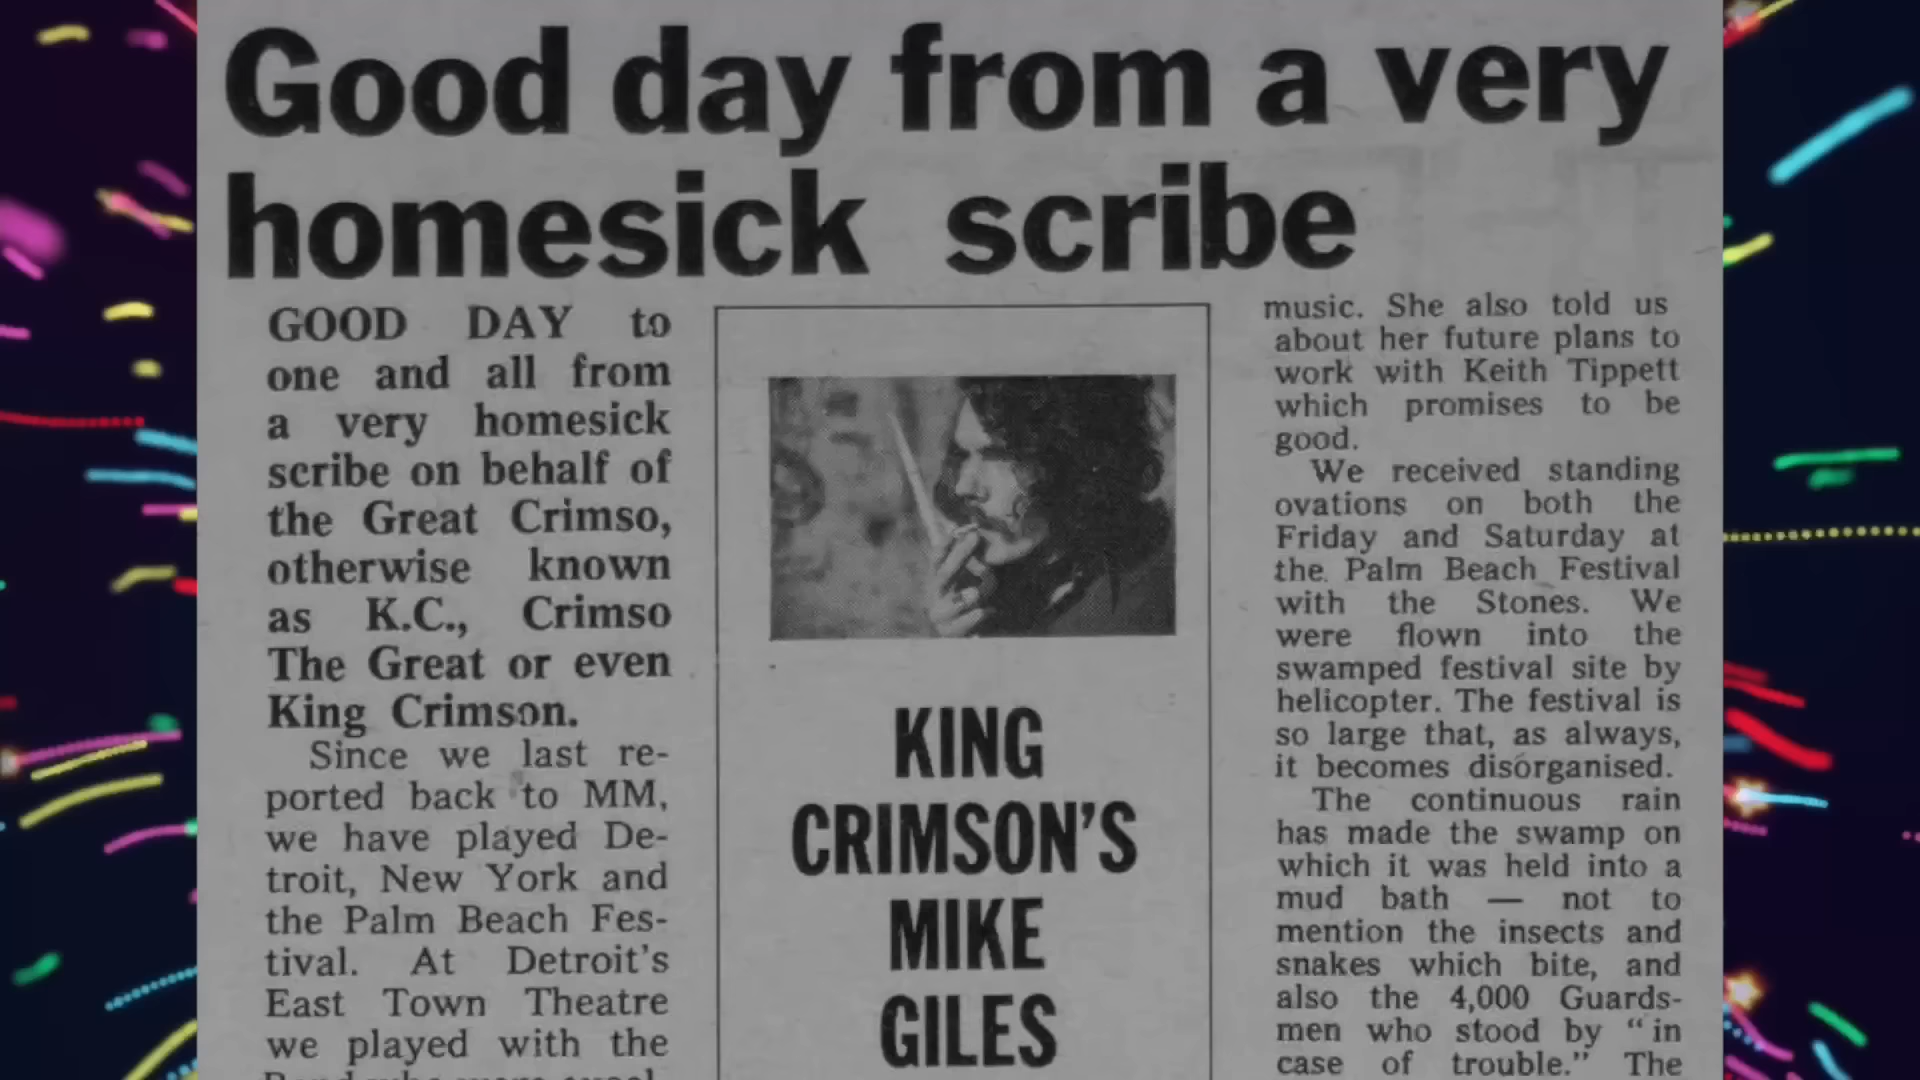 Good day from a very
homesick scribe
GOOD DAY to
one and all from
a very homesick
scribe on behalf of
the Great Crimso,
otherwise known
as K.C., Crimso
The Great or even
King Crimson.
Since we last re-
ported back to MM,
we have played De-
troit, New York and
the Palm Beach Fes-
tival. At Detroit's
East Town Theatre
we played with the
KING
CRIMSON'S
MIKE
GILES
music. She also told us
about her future plans to
work with Keith Tippett
which promises to be
good.
We received standing
ovations on both the
Friday and Saturday at
the Palm Beach Festival
with the Stones. We
were flown into the
swamped festival site by
helicopter. The festival is
so large that, as always,
it becomes disorganised.
The continuous rain
has made the swamp on
which it was held into a
mud bath — not to
mention the insects and
snakes which bite, and
also the 4,000 Guards-
men who stood by "in
case of trouble." The